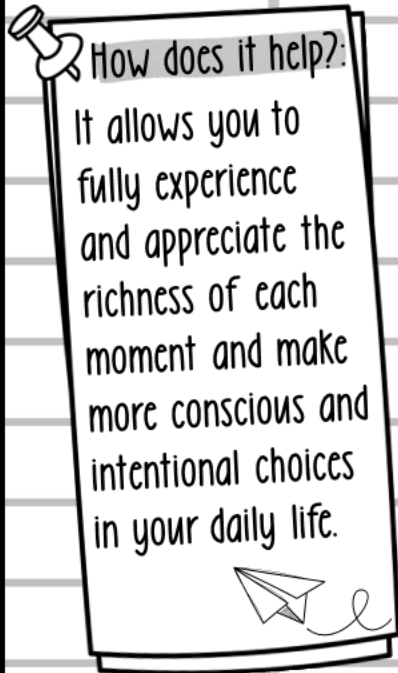 How does it help?:
It allows you to
fully experience
and appreciate the
richness of each
moment and make
more conscious and
intentional choices
in your daily life.